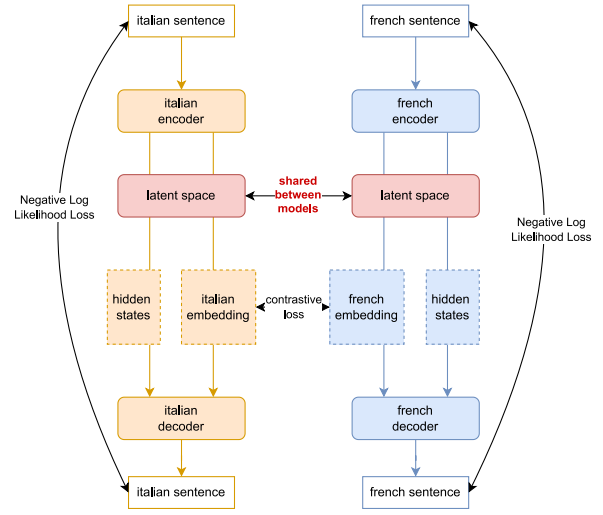 italian sentence
french sentence
italian
encoder
french
encoder
latent space
shared
between
models
latent space
Negative Log
Likelihood Loss
Negative Log
Likelihood Loss
hidden
states
italian
embedding
contrastive
loss
french
embedding
hidden
states
italian
decoder
french
decoder
italian sentence
french sentence